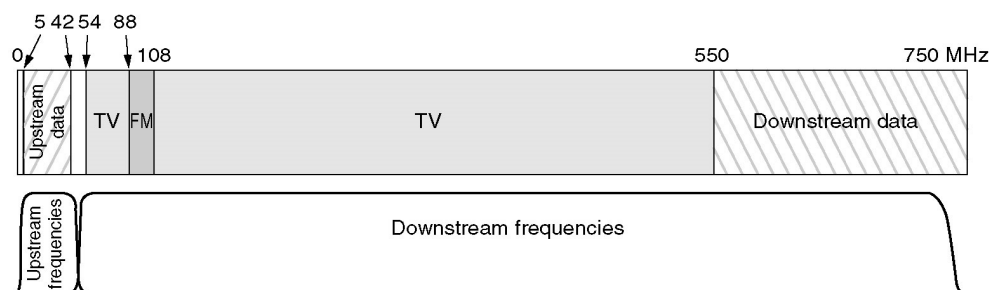 5 42 54 88
0 108 550 750 MHz
Upstream
data
TV FM TV Downstream data
Upstream
frequencies
Downstream frequencies